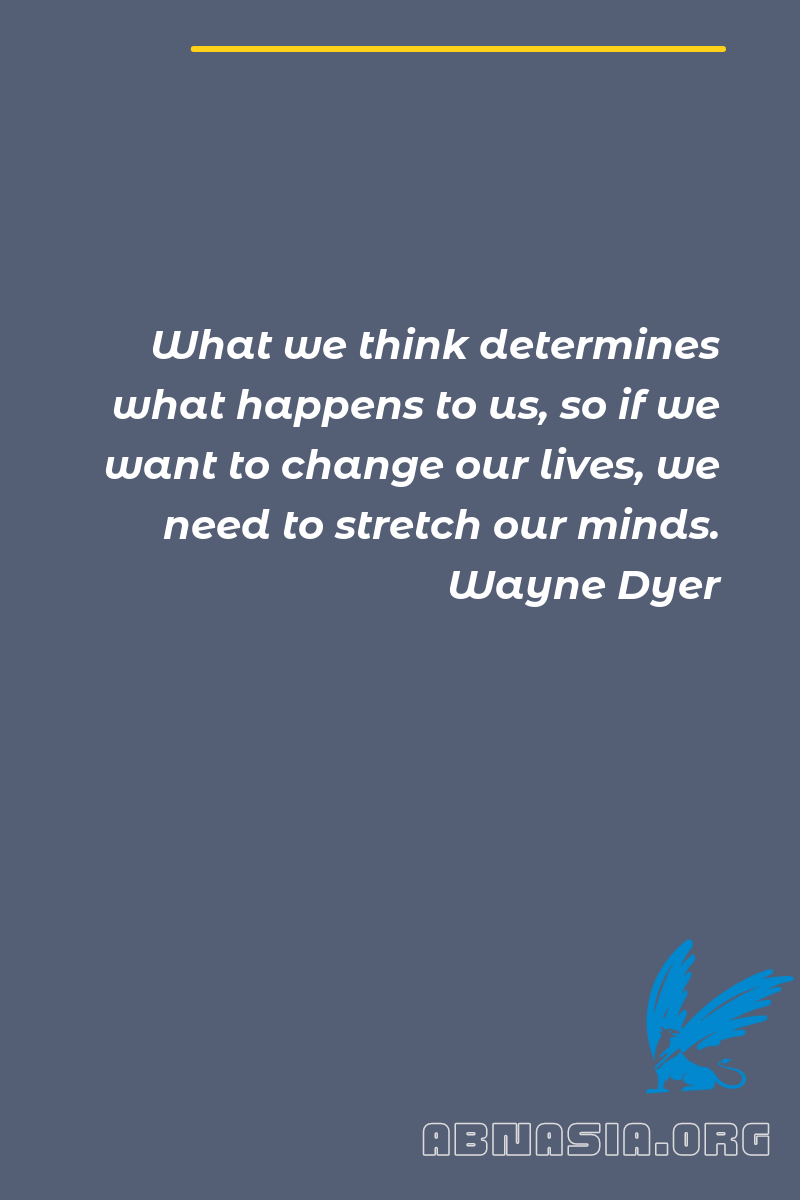 What we think determines
what happens to us, so if we
want to change our lives, we
need to stretch our minds.
Wayne Dyer
ABNASIA.ORG